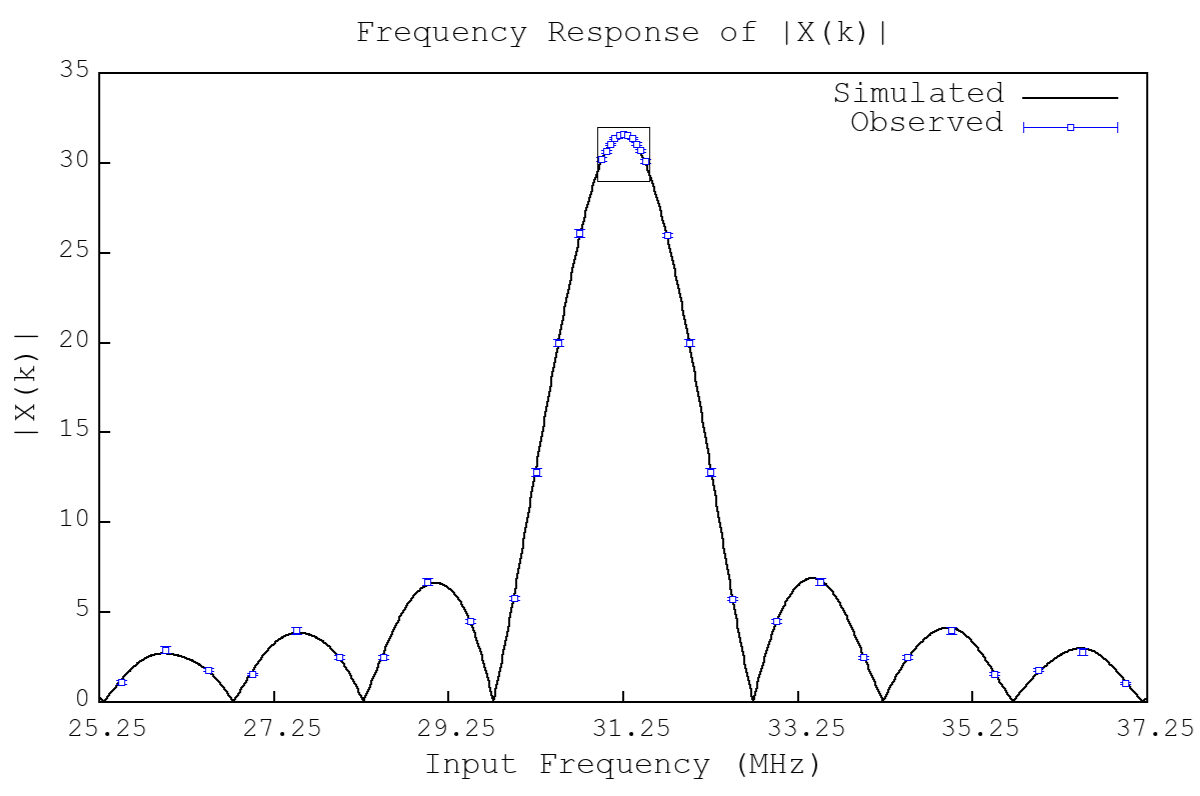 Frequency Response of |X(k)|
35
30
25
20
15
10
5
0
|X(k)|
Simulated
Observed
25.25 27.25 29.25 31.25 33.25 35.25 37.25
Input Frequency (MHz)